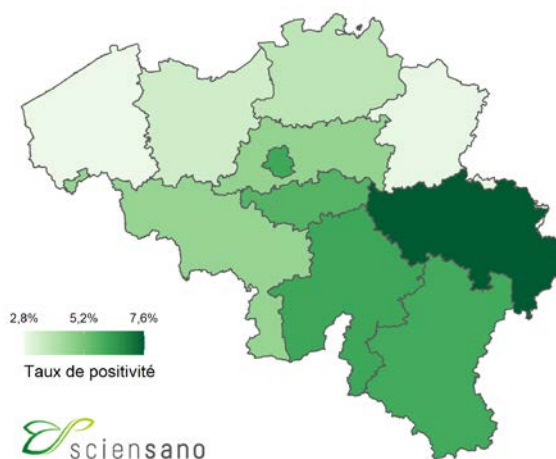 2,8% 5,2% 7,6%
Taux de positivité
sciensano